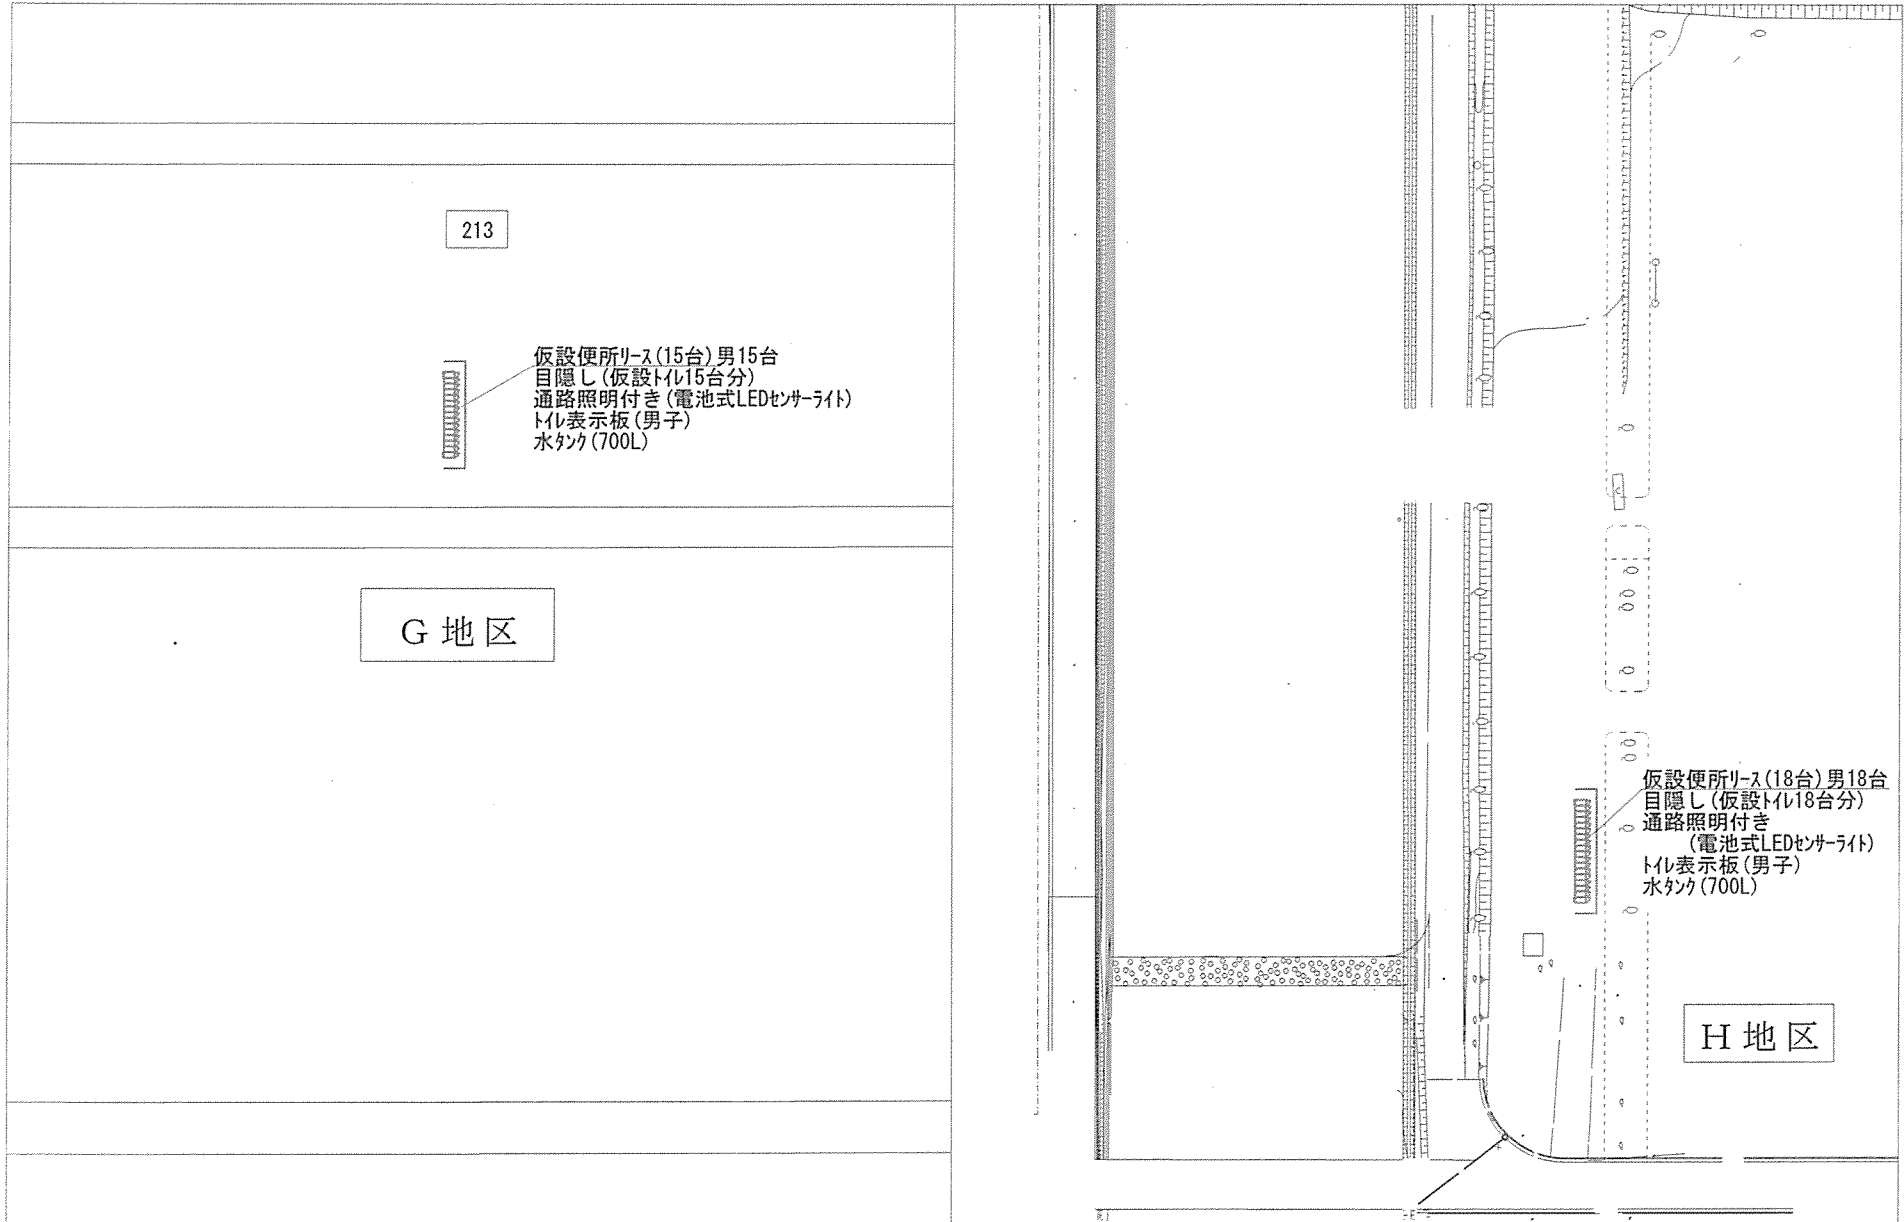 213
仮設便所ﾘｰｽ(15台)男15台
目隠し(仮設ﾄｲﾚ15台分)
通路照明付き(電池式LEDｾﾝｻｰﾗｲﾄ)
ﾄｲﾚ表示板(男子)
水ﾀﾝｸ(700L)
G地区
仮設便所ﾘｰｽ(18台)男18台
目隠し(仮設ﾄｲﾚ18台分)
通路照明付き
(電池式LEDｾﾝｻｰﾗｲﾄ)
ﾄｲﾚ表示板(男子)
水ﾀﾝｸ(700L)
H地区